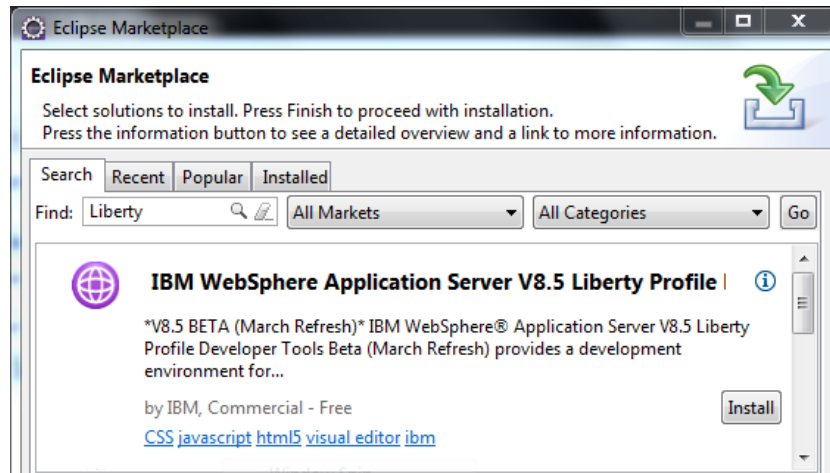 Eclipse Marketplace
Eclipse Marketplace
Select solutions to install. Press Finish to proceed with installation.
Press the information button to see a detailed overview and a link to more information.
Search Recent Popular Installed
Find: Liberty All Markets All Categories Go
IBM WebSphere Application Server V8.5 Liberty Profile
*V8.5 BETA (March Refresh)* IBM WebSphere® Application Server V8.5 Liberty
Profile Developer Tools Beta (March Refresh) provides a development
environment for...
by IBM, Commercial - Free Install
CSS javascript html5 visual editor ibm